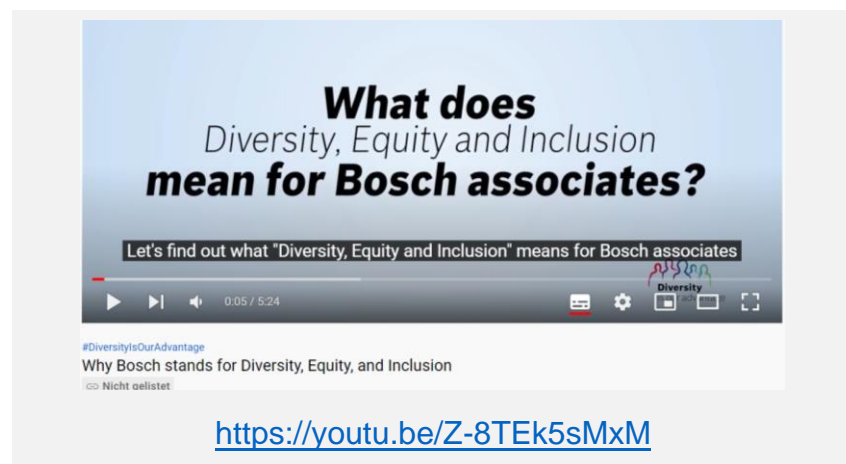 What does
Diversity, Equity and Inclusion
mean for Bosch associates?
Let's find out what "Diversity, Equity and Inclusion" means for Bosch associates
Diversity
0:05 / 5:24
#DiversityIsOurAdvantage
Why Bosch stands for Diversity, Equity, and Inclusion
Nicht gelistet
https://youtu.be/Z-8TEk5sMxM